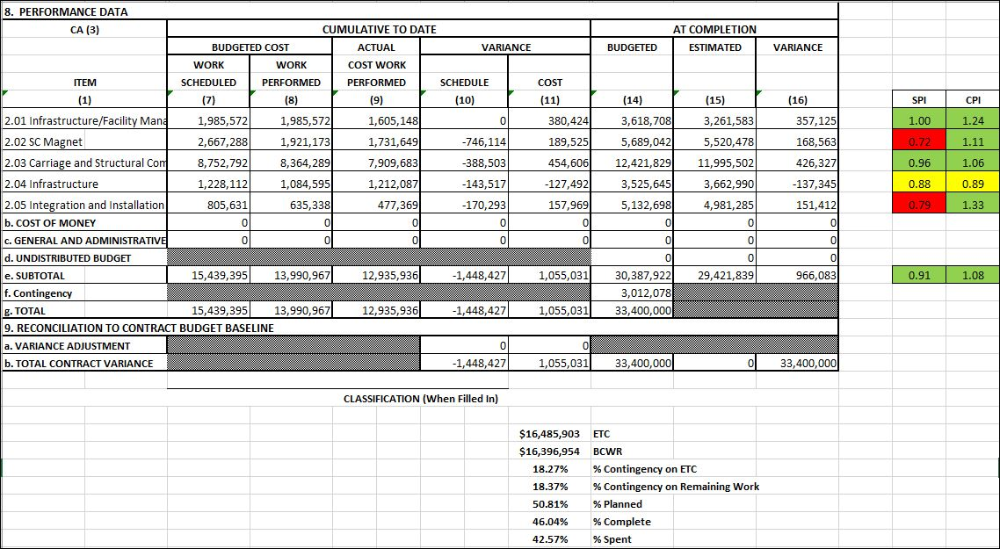 8. PERFORMANCE DATA
CA (3) CUMULATIVE TO DATE AT COMPLETION
BUDGETED COST ACTUAL VARIANCE BUDGETED ESTIMATED VARIANCE
WORK WORK COST WORK
ITEM SCHEDULED PERFORMED PERFORMED SCHEDULE COST
(1) (7) (8) (9) (10) (11) (14) (15) (16) SPI CPI
2.01 Infrastructure/Facility Mana 1,985,572 1,985,572 1,605,148 0 380,424 3,618,708 3,261,583 357,125 1.00 1.24
2.02 SC Magnet 2,667,288 1,921,173 1,731,649 -746,114 189,525 5,689,042 5,520,478 168,563 0.72 1.11
2.03 Carriage and Structural Com 8,752,792 8,364,289 7,909,683 -388,503 454,606 12,421,829 11,995,502 426,327 0.96 1.06
2.04 Infrastructure 1,228,112 1,084,595 1,212,087 -143,517 -127,492 3,525,645 3,662,990 -137,345 0.88 0.89
2.05 Integration and Installation 805,631 635,338 477,369 -170,293 157,969 5,132,698 4,981,285 151,412 0.79 1.33
b. COST OF MONEY 0 0 0 0 0 0 0 0
c. GENERAL AND ADMINISTRATIVE 0 0 0 0 0 0 0 0
d. UNDISTRIBUTED BUDGET 0 0 0
e. SUBTOTAL 15,439,395 13,990,967 12,935,936 -1,448,427 1,055,031 30,387,922 29,421,839 966,083 0.91 1.08
f. Contingency 3,012,078
g. TOTAL 15,439,395 13,990,967 12,935,936 -1,448,427 1,055,031 33,400,000
9. RECONCILIATION TO CONTRACT BUDGET BASELINE
a. VARIANCE ADJUSTMENT 0 0
b. TOTAL CONTRACT VARIANCE -1,448,427 1,055,031 33,400,000 0 33,400,000
CLASSIFICATION (When Filled In)
$16,485,903 ETC
$16,396,954 BCWR
18.27% % Contingency on ETC
18.37% % Contingency on Remaining Work
50.81% % Planned
46.04% % Complete
42.57% % Spent